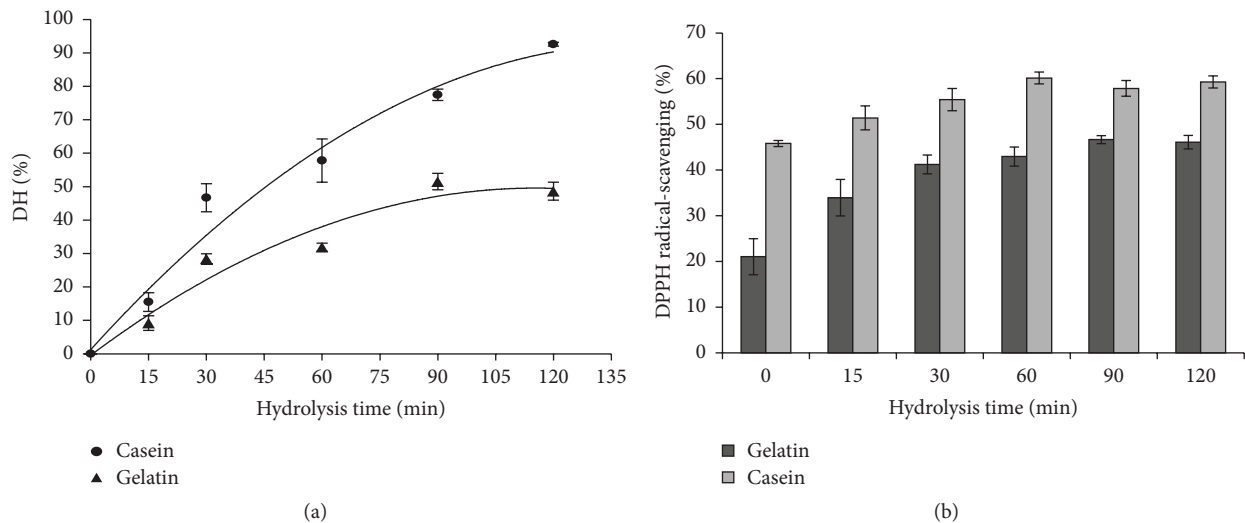 100
90
80
70
60
50
40
30
20
10
0
DH (%)
0 15 30 45 60 75 90 105 120 135
Hydrolysis time (min)
Casein
Gelatin
(a)
70
60
50
40
30
20
10
0
DPPH radical-scavenging (%)
0 15 30 60 90 120
Hydrolysis time (min)
Gelatin
Casein
(b)